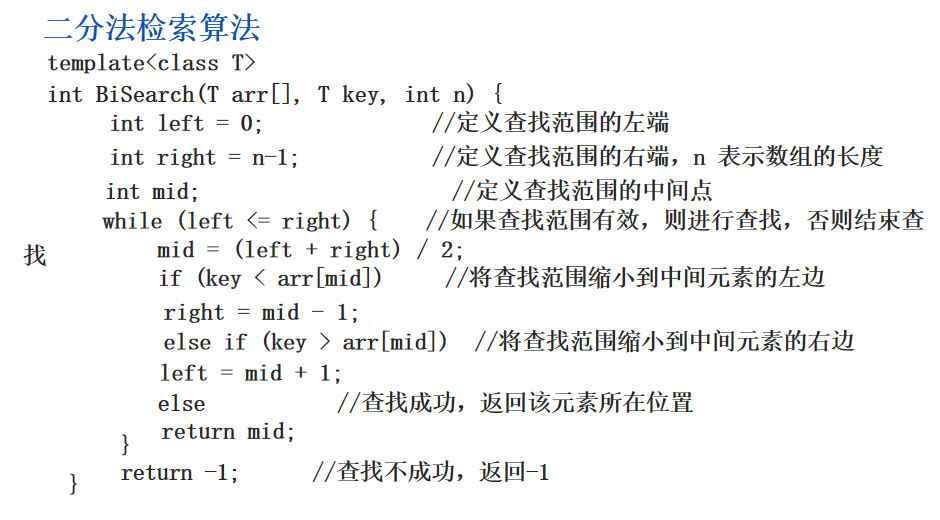 二分法检索算法
template<class T>
int BiSearch(T arr[], T key, int n) {
int left = 0; //定义查找范围的左端
int right = n-1; //定义查找范围的右端，n 表示数组的长度
int mid; //定义查找范围的中间点
while (left <= right) { //如果查找范围有效，则进行查找，否则结束查
找
mid = (left + right) / 2;
if (key < arr[mid]) //将查找范围缩小到中间元素的左边
right = mid - 1;
else if (key > arr[mid]) //将查找范围缩小到中间元素的右边
left = mid + 1;
else //查找成功，返回该元素所在位置
return mid;
}
return -1; //查找不成功，返回-1
}